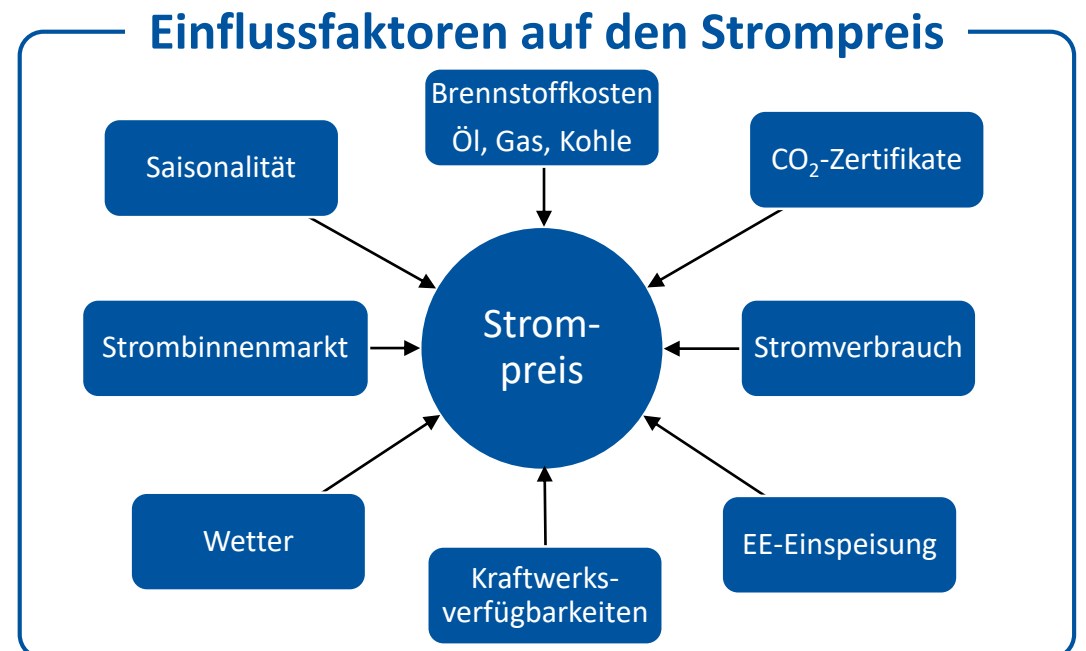 Einflussfaktoren auf den Strompreis
Brennstoffkosten
Öl, Gas, Kohle
Saisonalität
CO₂-Zertifikate
Strombinnenmarkt
Strom-
preis
Stromverbrauch
Wetter
EE-Einspeisung
Kraftwerks-
verfügbarkeiten